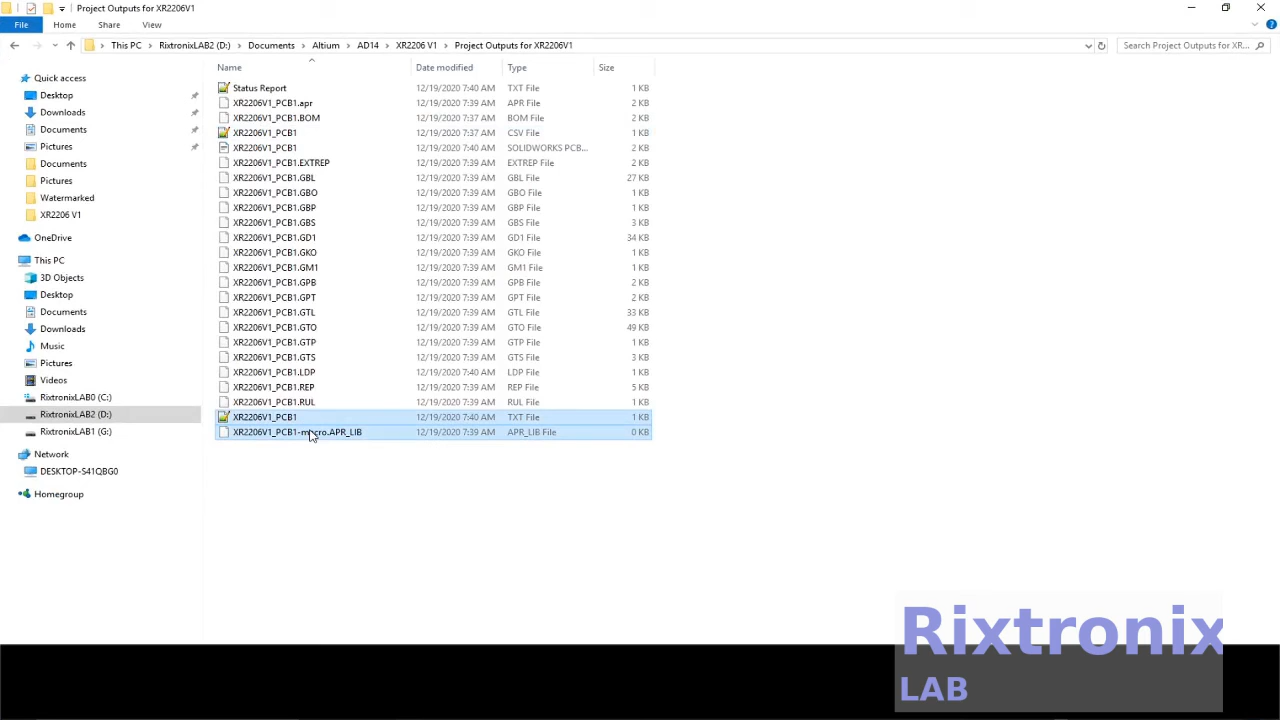 Project Outputs for XR2206V1
File Home Share View
This PC RixtronixLAB2 (D:) Documents Altium AD14 XR2206 V1 Project Outputs for XR2206V1 Search Project Outputs for XR...
Name Date modified Type Size
Quick access
Desktop
Downloads
Documents
Pictures
Documents
Pictures
Watermarked
XR2206 V1
OneDrive
This PC
3D Objects
Desktop
Documents
Downloads
Music
Pictures
Videos
RixtronixLAB0 (C:)
RixtronixLAB2 (D:)
RixtronixLAB1 (G:)
Network
DESKTOP-S41QBG0
Homegroup
Status Report 12/19/2020 7:40 AM TXT File 1 KB
XR2206V1_PCB1.apr 12/19/2020 7:39 AM APR File 2 KB
XR2206V1_PCB1.BOM 12/19/2020 7:37 AM BOM File 2 KB
XR2206V1_PCB1 12/19/2020 7:37 AM CSV File 1 KB
XR2206V1_PCB1 12/19/2020 7:40 AM SOLIDWORKS PCB... 2 KB
XR2206V1_PCB1.EXTREP 12/19/2020 7:39 AM EXTREP File 2 KB
XR2206V1_PCB1.GBL 12/19/2020 7:39 AM GBL File 27 KB
XR2206V1_PCB1.GBO 12/19/2020 7:39 AM GBO File 1 KB
XR2206V1_PCB1.GBP 12/19/2020 7:39 AM GBP File 1 KB
XR2206V1_PCB1.GBS 12/19/2020 7:39 AM GBS File 3 KB
XR2206V1_PCB1.GD1 12/19/2020 7:39 AM GD1 File 34 KB
XR2206V1_PCB1.GKO 12/19/2020 7:39 AM GKO File 1 KB
XR2206V1_PCB1.GM1 12/19/2020 7:39 AM GM1 File 1 KB
XR2206V1_PCB1.GPB 12/19/2020 7:39 AM GPB File 2 KB
XR2206V1_PCB1.GPT 12/19/2020 7:39 AM GPT File 2 KB
XR2206V1_PCB1.GTL 12/19/2020 7:39 AM GTL File 33 KB
XR2206V1_PCB1.GTO 12/19/2020 7:39 AM GTO File 49 KB
XR2206V1_PCB1.GTP 12/19/2020 7:39 AM GTP File 1 KB
XR2206V1_PCB1.GTS 12/19/2020 7:39 AM GTS File 3 KB
XR2206V1_PCB1.LDP 12/19/2020 7:40 AM LDP File 1 KB
XR2206V1_PCB1.REP 12/19/2020 7:39 AM REP File 5 KB
XR2206V1_PCB1.RUL 12/19/2020 7:39 AM RUL File 1 KB
XR2206V1_PCB1 12/19/2020 7:40 AM TXT File 1 KB
XR2206V1_PCB1-macro.APR_LIB 12/19/2020 7:39 AM APR_LIB File 0 KB
Rixtronix
LAB